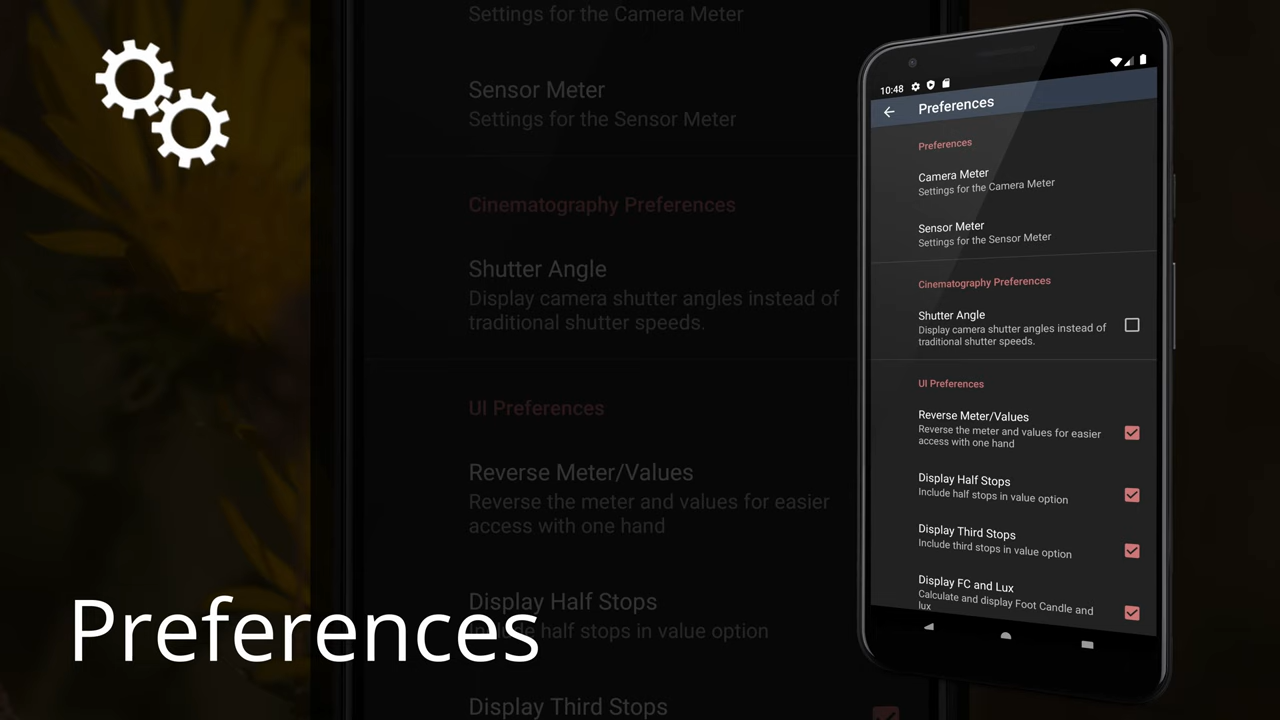 Settings for the Camera Meter
Sensor Meter
Settings for the Sensor Meter
Cinematography Preferences
Shutter Angle
Display camera shutter angles instead of
traditional shutter speeds.
UI Preferences
Reverse Meter/Values
Reverse the meter and values for easier
access with one hand
Display Half Stops
Include half stops in value option
Display Third Stops
Preferences
10:48
Preferences
Preferences
Camera Meter
Settings for the Camera Meter
Sensor Meter
Settings for the Sensor Meter
Cinematography Preferences
Shutter Angle
Display camera shutter angles instead of
traditional shutter speeds.
UI Preferences
Reverse Meter/Values
Reverse the meter and values for easier
access with one hand
Display Half Stops
Include half stops in value option
Display Third Stops
Include third stops in value option
Display FC and Lux
Calculate and display Foot Candle and
lux